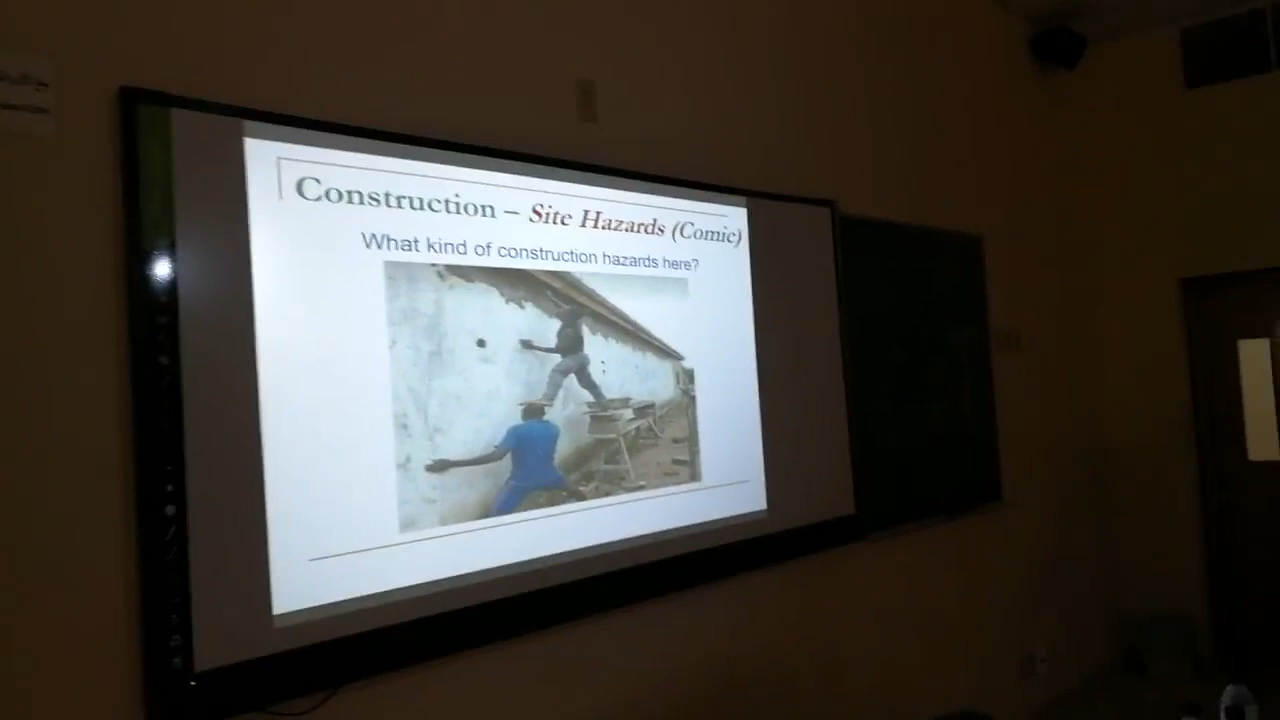 Construction – Site Hazards (Comic)
What kind of construction hazards here?